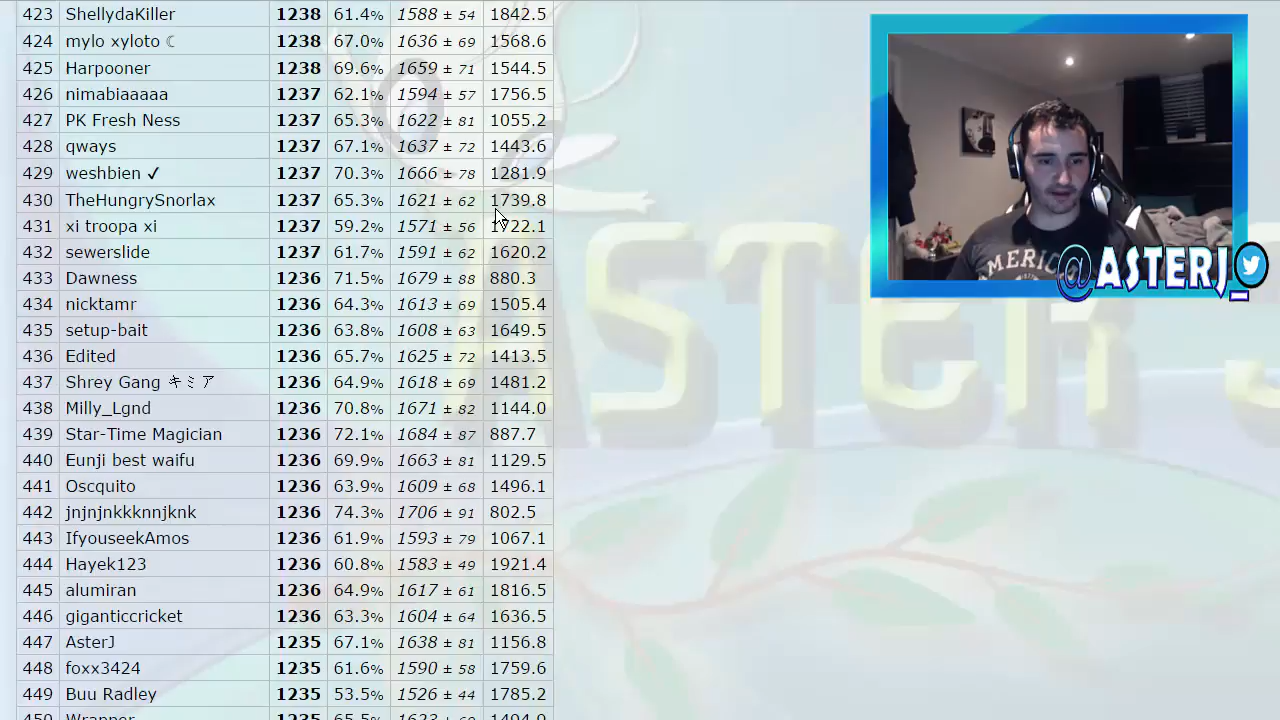 423 ShellydaKiller 1238 61.4% 1588 ± 54 1842.5
424 mylo xyloto ☾ 1238 67.0% 1636 ± 69 1568.6
425 Harpooner 1238 69.6% 1659 ± 71 1544.5
426 nimabiaaaaa 1237 62.1% 1594 ± 57 1756.5
427 PK Fresh Ness 1237 65.3% 1622 ± 81 1055.2
428 qways 1237 67.1% 1637 ± 72 1443.6
429 weshbien ✓ 1237 70.3% 1666 ± 78 1281.9
430 TheHungrySnorlax 1237 65.3% 1621 ± 62 1739.8
431 xi troopa xi 1237 59.2% 1571 ± 56 1722.1
432 sewerslide 1237 61.7% 1591 ± 62 1620.2
433 Dawness 1236 71.5% 1679 ± 88 880.3
434 nicktamr 1236 64.3% 1613 ± 69 1505.4
435 setup-bait 1236 63.8% 1608 ± 63 1649.5
436 Edited 1236 65.7% 1625 ± 72 1413.5
437 Shrey Gang キミア 1236 64.9% 1618 ± 69 1481.2
438 Milly_Lgnd 1236 70.8% 1671 ± 82 1144.0
439 Star-Time Magician 1236 72.1% 1684 ± 87 887.7
440 Eunji best waifu 1236 69.9% 1663 ± 81 1129.5
441 Oscquito 1236 63.9% 1609 ± 68 1496.1
442 jnjnjnkkknnjknk 1236 74.3% 1706 ± 91 802.5
443 IfyouseekAmos 1236 61.9% 1593 ± 79 1067.1
444 Hayek123 1236 60.8% 1583 ± 49 1921.4
445 alumiran 1236 64.9% 1617 ± 61 1816.5
446 giganticcricket 1236 63.3% 1604 ± 64 1636.5
447 AsterJ 1235 67.1% 1638 ± 81 1156.8
448 foxx3424 1235 61.6% 1590 ± 58 1759.6
449 Buu Radley 1235 53.5% 1526 ± 44 1785.2
450 Wrapper 1235 65.5% 1623
AMERIC
@ASTERJ_
ASTER J